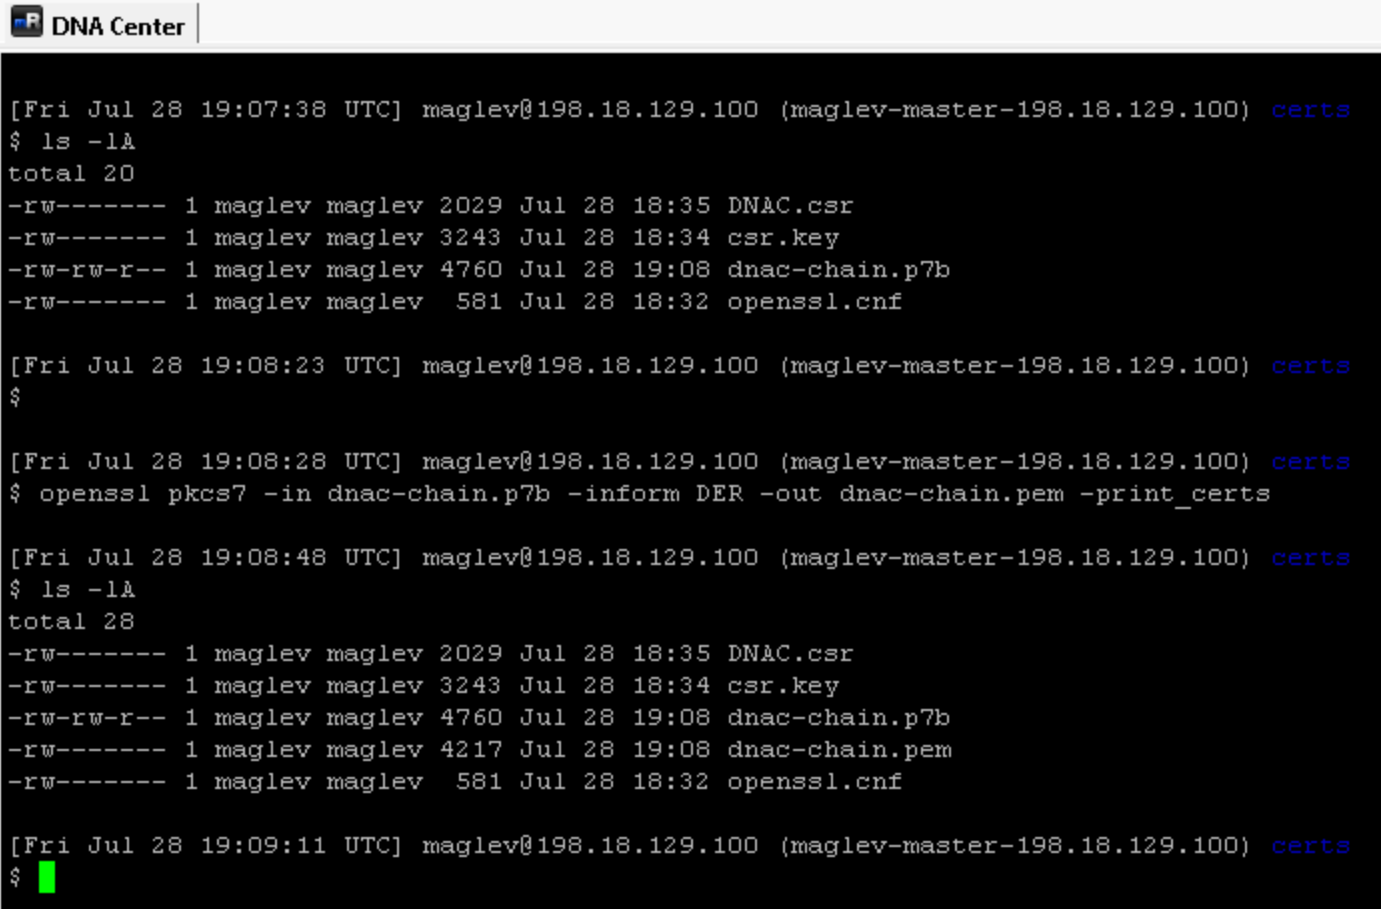 DNA Center
[Fri Jul 28 19:07:38 UTC] maglev@198.18.129.100 (maglev-master-198.18.129.100) certs
$ ls -lA
total 20
-rw------- 1 maglev maglev 2029 Jul 28 18:35 DNAC.csr
-rw------- 1 maglev maglev 3243 Jul 28 18:34 csr.key
-rw-rw-r-- 1 maglev maglev 4760 Jul 28 19:08 dnac-chain.p7b
-rw------- 1 maglev maglev  581 Jul 28 18:32 openssl.cnf
[Fri Jul 28 19:08:23 UTC] maglev@198.18.129.100 (maglev-master-198.18.129.100) certs
$
[Fri Jul 28 19:08:28 UTC] maglev@198.18.129.100 (maglev-master-198.18.129.100) certs
$ openssl pkcs7 -in dnac-chain.p7b -inform DER -out dnac-chain.pem -print_certs
[Fri Jul 28 19:08:48 UTC] maglev@198.18.129.100 (maglev-master-198.18.129.100) certs
$ ls -lA
total 28
-rw------- 1 maglev maglev 2029 Jul 28 18:35 DNAC.csr
-rw------- 1 maglev maglev 3243 Jul 28 18:34 csr.key
-rw-rw-r-- 1 maglev maglev 4760 Jul 28 19:08 dnac-chain.p7b
-rw------- 1 maglev maglev 4217 Jul 28 19:08 dnac-chain.pem
-rw------- 1 maglev maglev  581 Jul 28 18:32 openssl.cnf
[Fri Jul 28 19:09:11 UTC] maglev@198.18.129.100 (maglev-master-198.18.129.100) certs
$